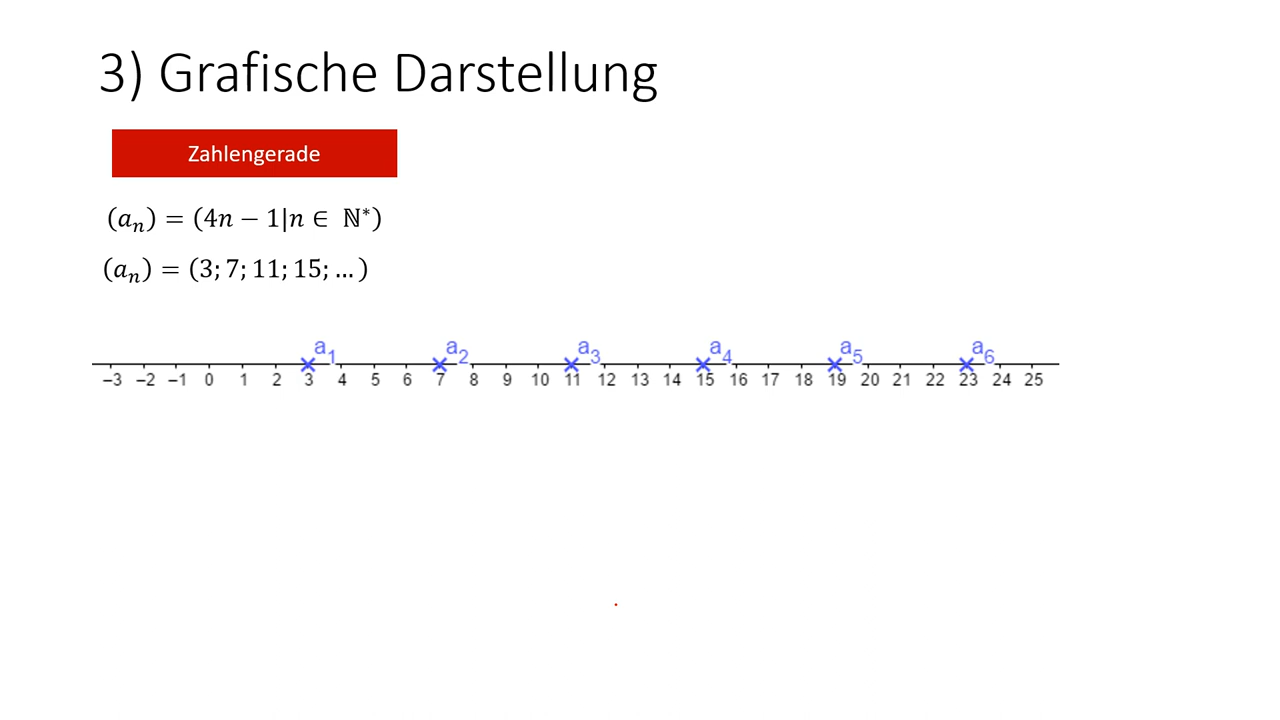 3) Grafische Darstellung
Zahlengerade
(aₙ) = (4n − 1|n ∈ ℕ*)
(aₙ) = (3; 7; 11; 15; … )
a₁ a₂ a₃ a₄ a₅ a₆
−3 −2 −1 0 1 2 3 4 5 6 7 8 9 10 11 12 13 14 15 16 17 18 19 20 21 22 23 24 25